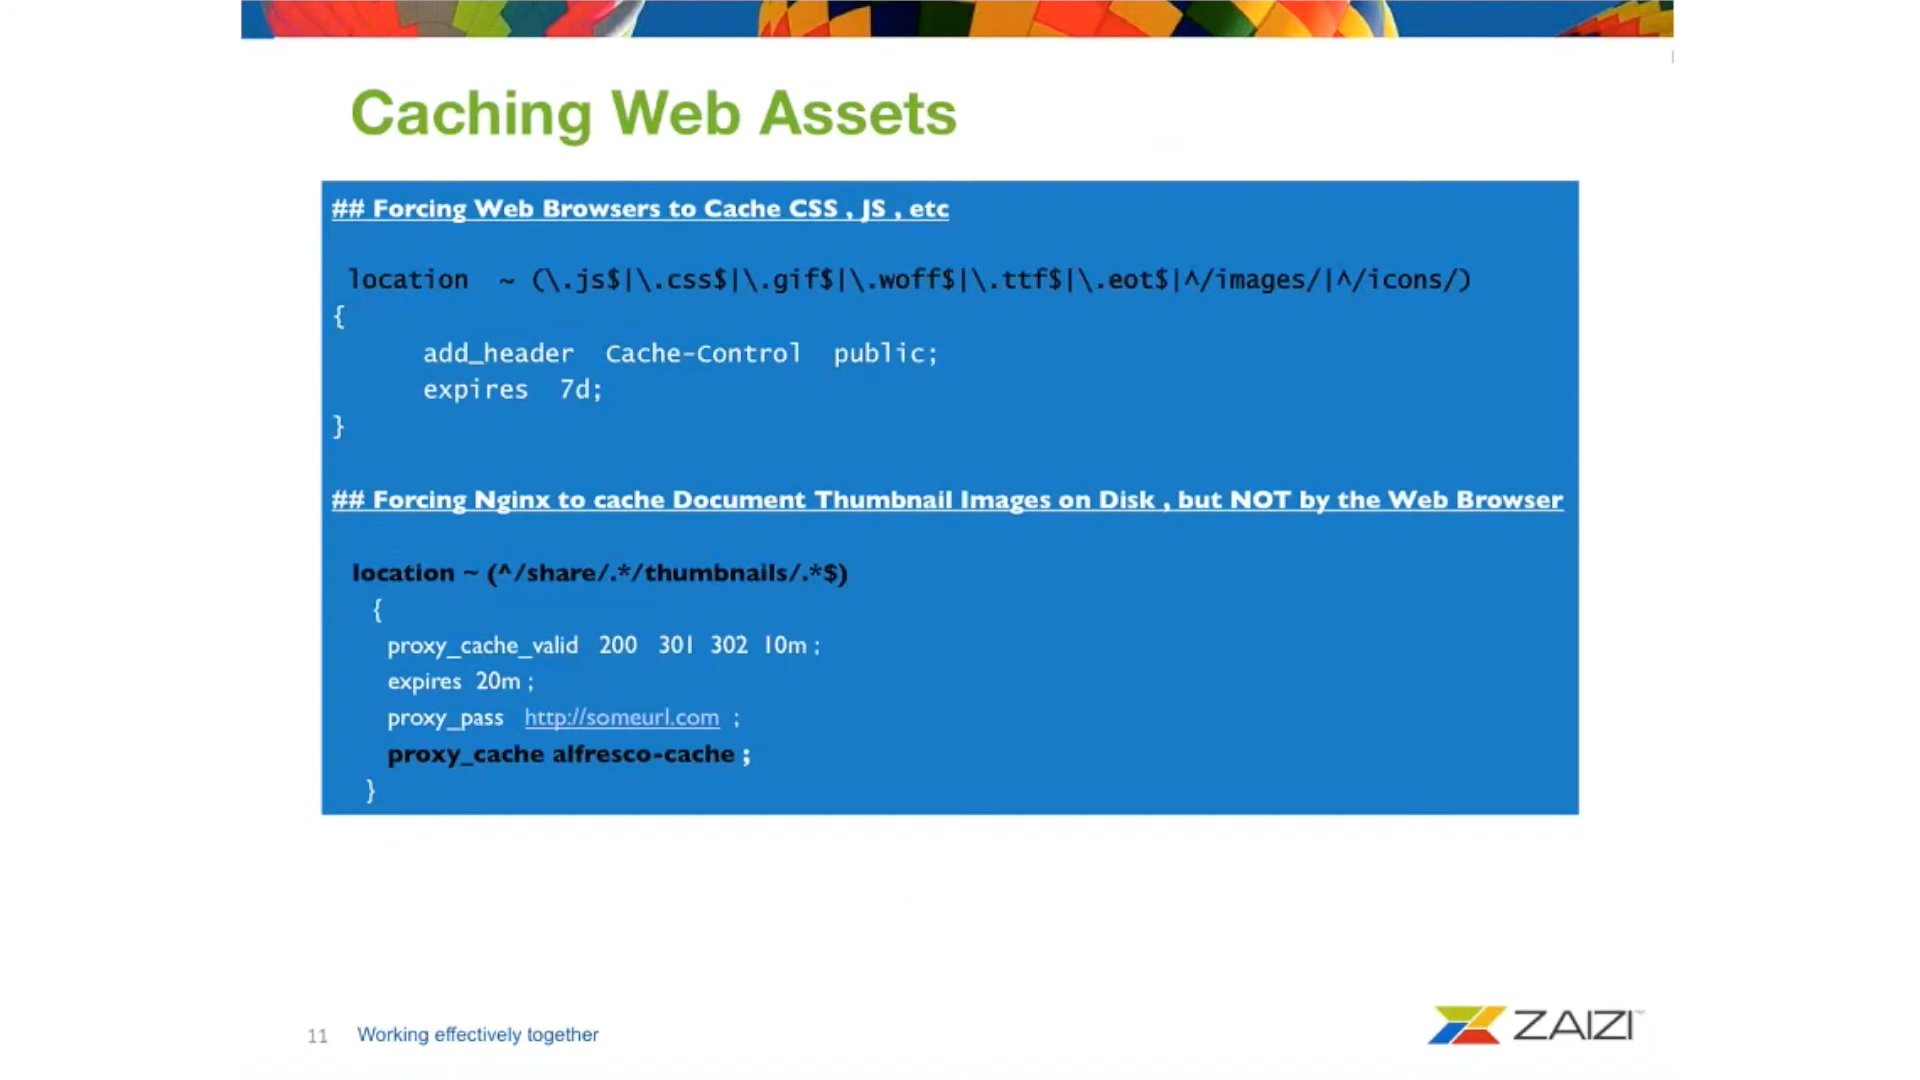 Caching Web Assets
## Forcing Web Browsers to Cache CSS , JS , etc
location ~ (\.js$|\.css$|\.gif$|\.woff$|\.ttf$|\.eot$|^/images/|^/icons/)
{
add_header Cache-Control public;
expires 7d;
}
## Forcing Nginx to cache Document Thumbnail Images on Disk , but NOT by the Web Browser
location ~ (^/share/.*/thumbnails/.*$)
{
proxy_cache_valid 200 301 302 10m ;
expires 20m ;
proxy_pass http://someurl.com ;
proxy_cache alfresco-cache ;
}
11 Working effectively together
ZAIZI™